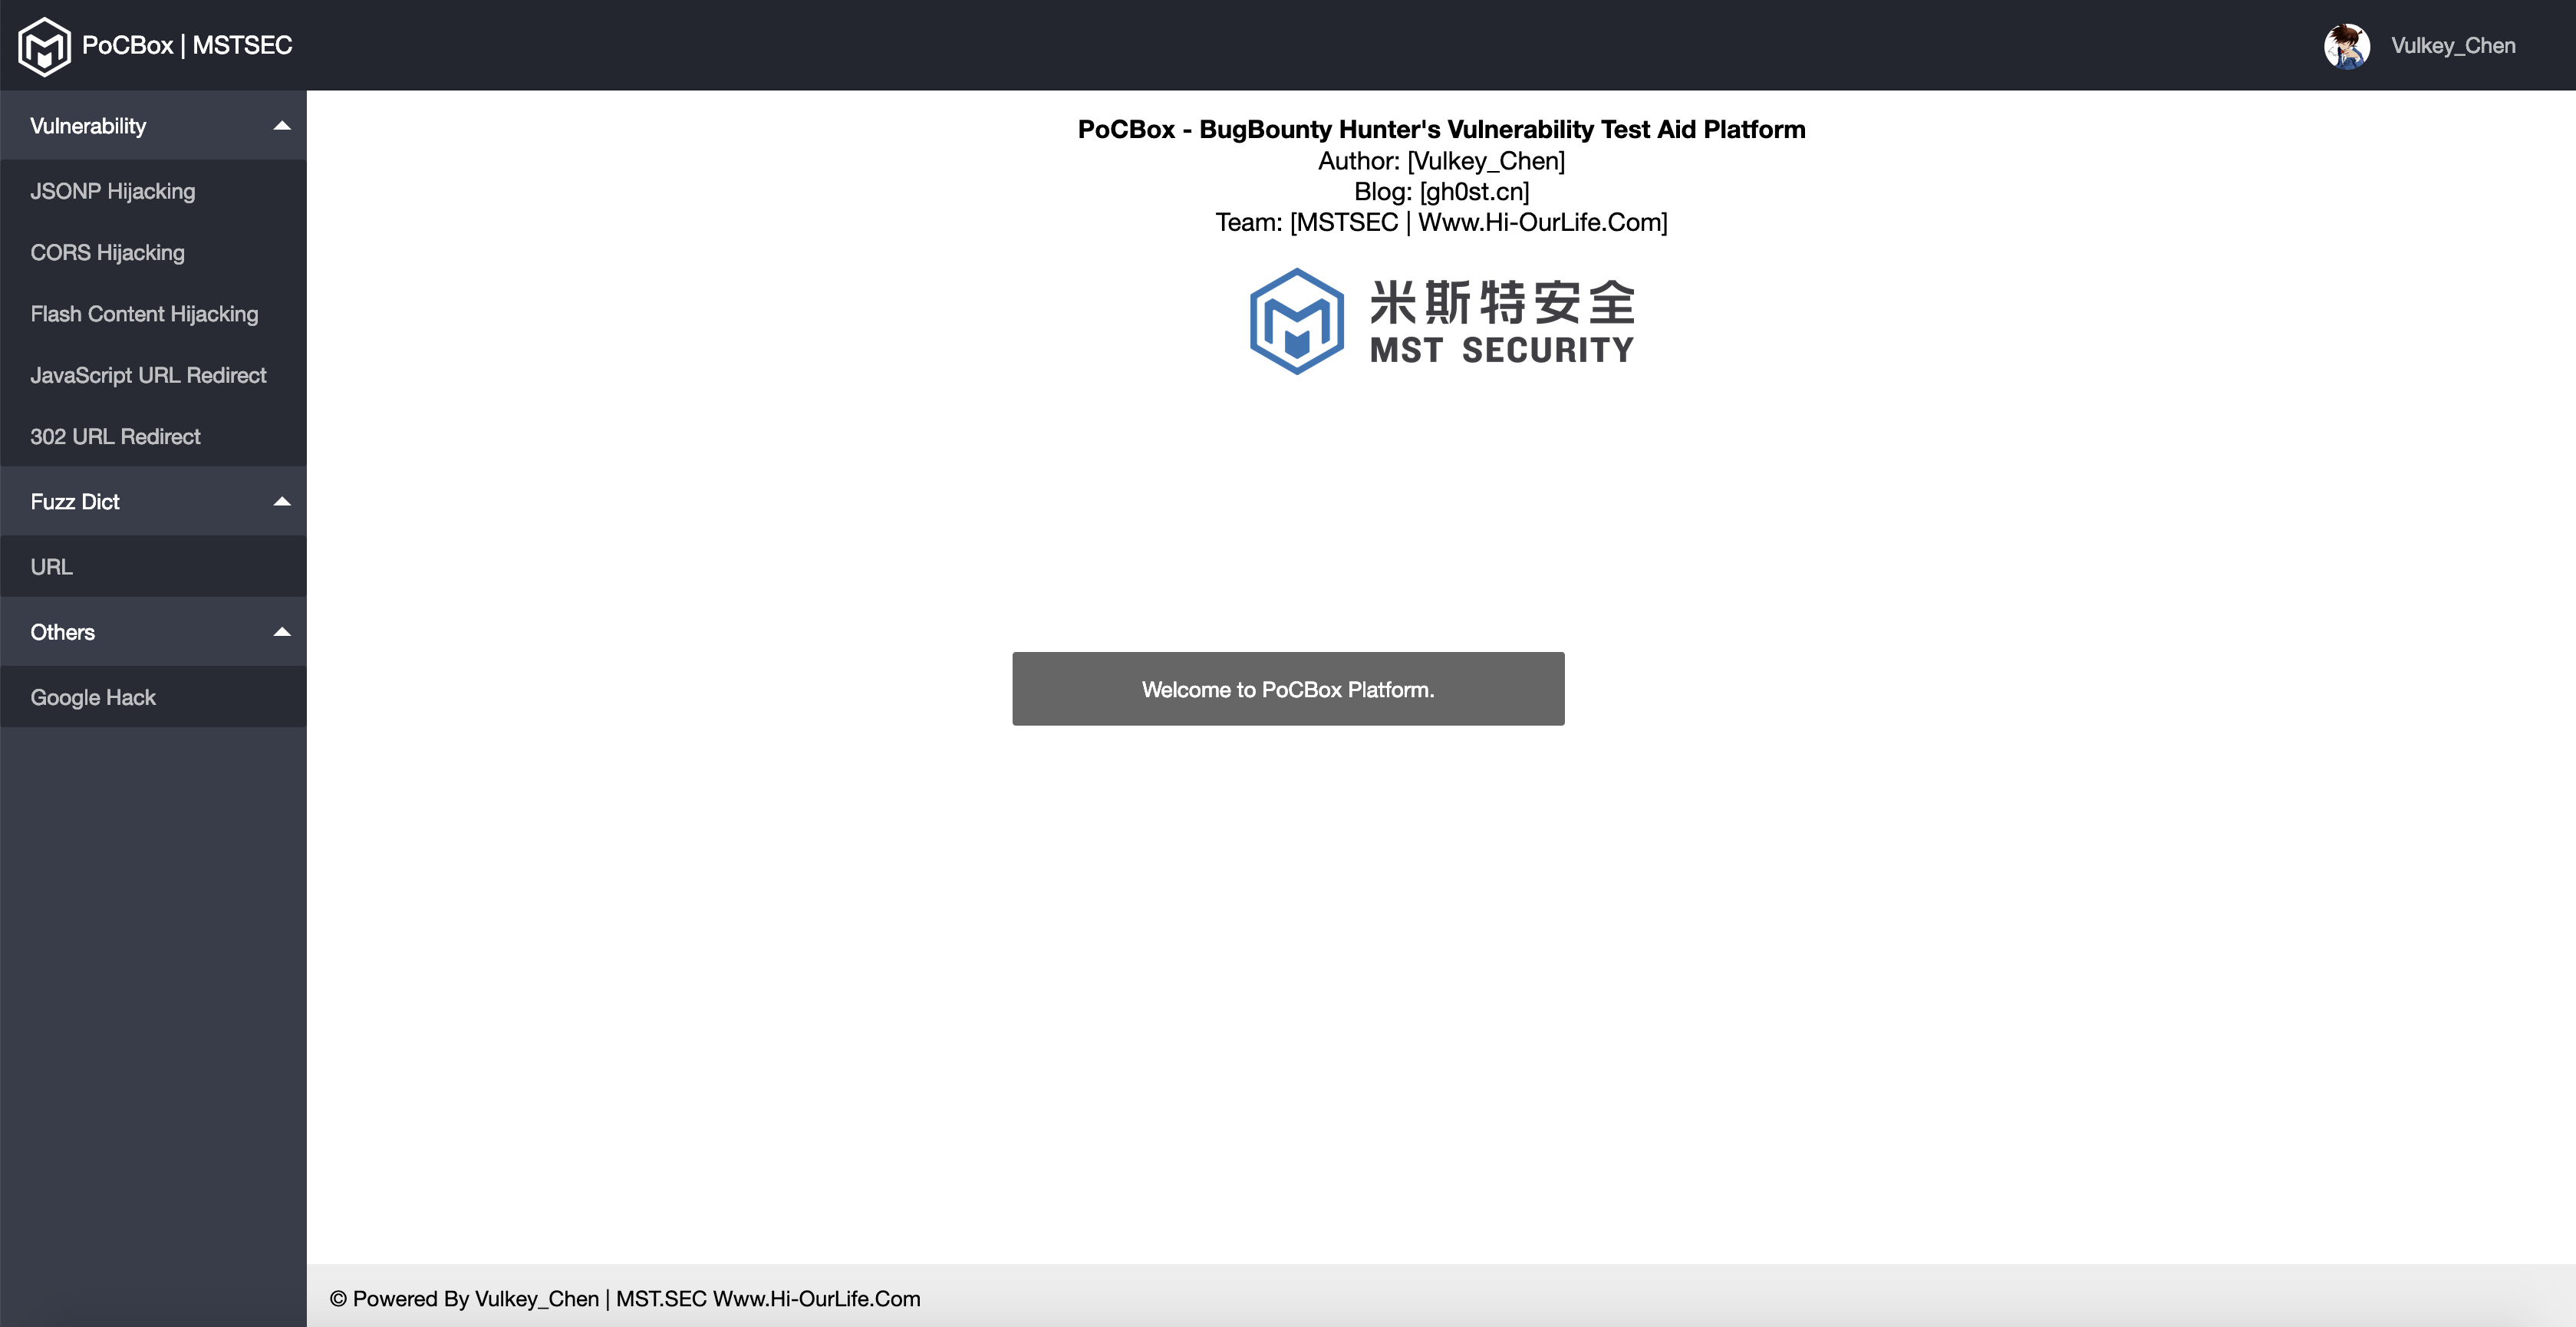 PoCBox | MSTSEC
Vulkey_Chen
Vulnerability
JSONP Hijacking
CORS Hijacking
Flash Content Hijacking
JavaScript URL Redirect
302 URL Redirect
Fuzz Dict
URL
Others
Google Hack
PoCBox - BugBounty Hunter's Vulnerability Test Aid Platform
Author: [Vulkey_Chen]
Blog: [gh0st.cn]
Team: [MSTSEC | Www.Hi-OurLife.Com]
米斯特安全
MST SECURITY
Welcome to PoCBox Platform.
© Powered By Vulkey_Chen | MST.SEC Www.Hi-OurLife.Com